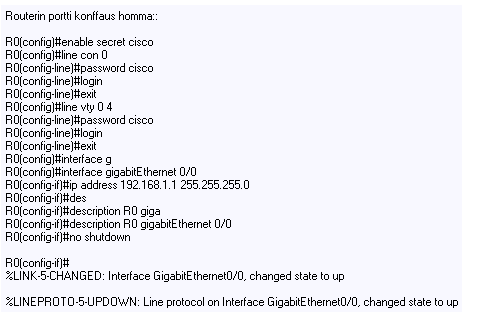 Routerin portti konffaus homma::
R0(config)#enable secret cisco
R0(config)#line con 0
R0(config-line)#password cisco
R0(config-line)#login
R0(config-line)#exit
R0(config)#line vty 0 4
R0(config-line)#password cisco
R0(config-line)#login
R0(config-line)#exit
R0(config)#interface g
R0(config)#interface gigabitEthernet 0/0
R0(config-if)#ip address 192.168.1.1 255.255.255.0
R0(config-if)#des
R0(config-if)#description R0 giga
R0(config-if)#description R0 gigabitEthernet 0/0
R0(config-if)#no shutdown
R0(config-if)#
%LINK-5-CHANGED: Interface GigabitEthernet0/0, changed state to up
%LINEPROTO-5-UPDOWN: Line protocol on Interface GigabitEthernet0/0, changed state to up